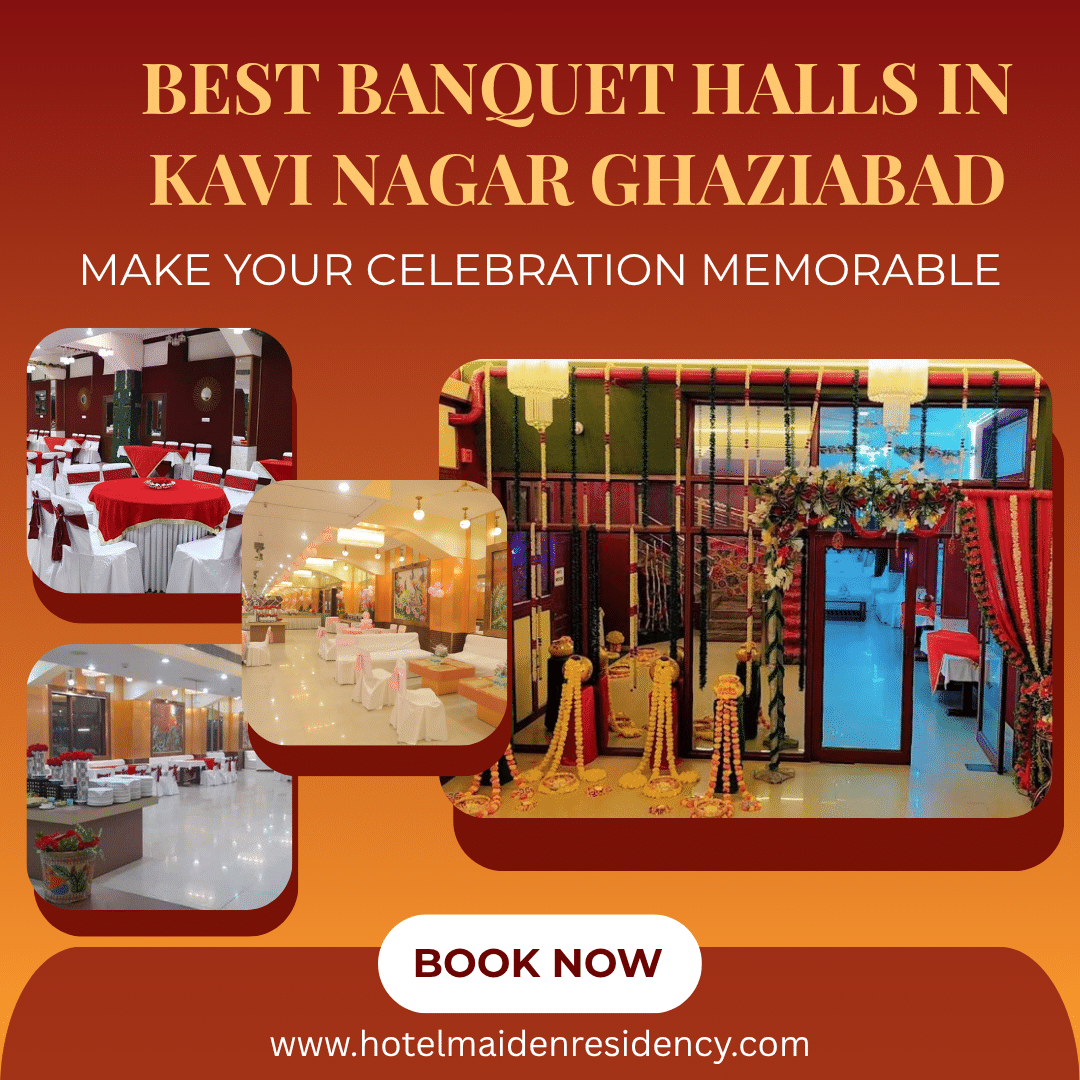 BEST BANQUET HALLS IN
KAVI NAGAR GHAZIABAD
MAKE YOUR CELEBRATION MEMORABLE
BOOK NOW
www.hotelmaidenresidency.com